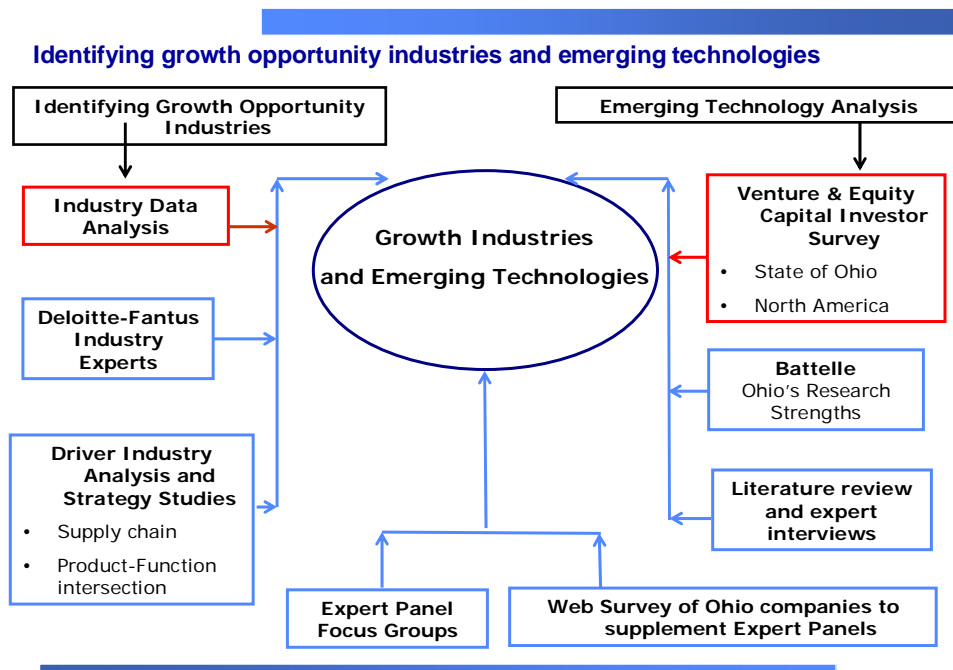 Identifying growth opportunity industries and emerging technologies
Identifying Growth Opportunity
Industries
Emerging Technology Analysis
Industry Data
Analysis
Venture & Equity
Capital Investor
Survey
• State of Ohio
• North America
Growth Industries
and Emerging Technologies
Deloitte-Fantus
Industry
Experts
Battelle
Ohio's Research
Strengths
Driver Industry
Analysis and
Strategy Studies
• Supply chain
• Product-Function
intersection
Literature review
and expert
interviews
Expert Panel
Focus Groups
Web Survey of Ohio companies to
supplement Expert Panels